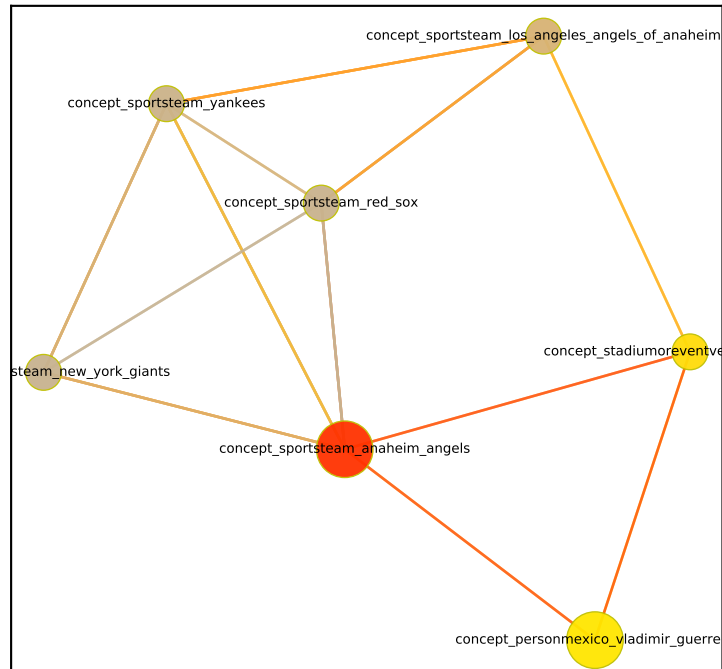 concept_sportsteam_los_angeles_angels_of_anaheim
concept_sportsteam_yankees
concept_sportsteam_red_sox
concept_stadiumoreventve
steam_new_york_giants
concept_sportsteam_anaheim_angels
concept_personmexico_vladimir_guerre